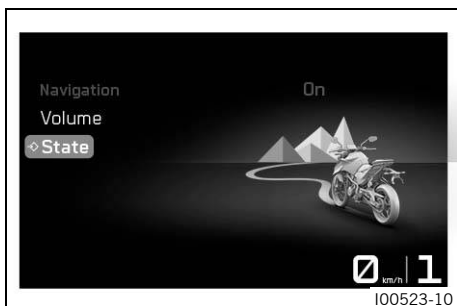 Navigation On
Volume
State
0 km/h 1
I00523-10